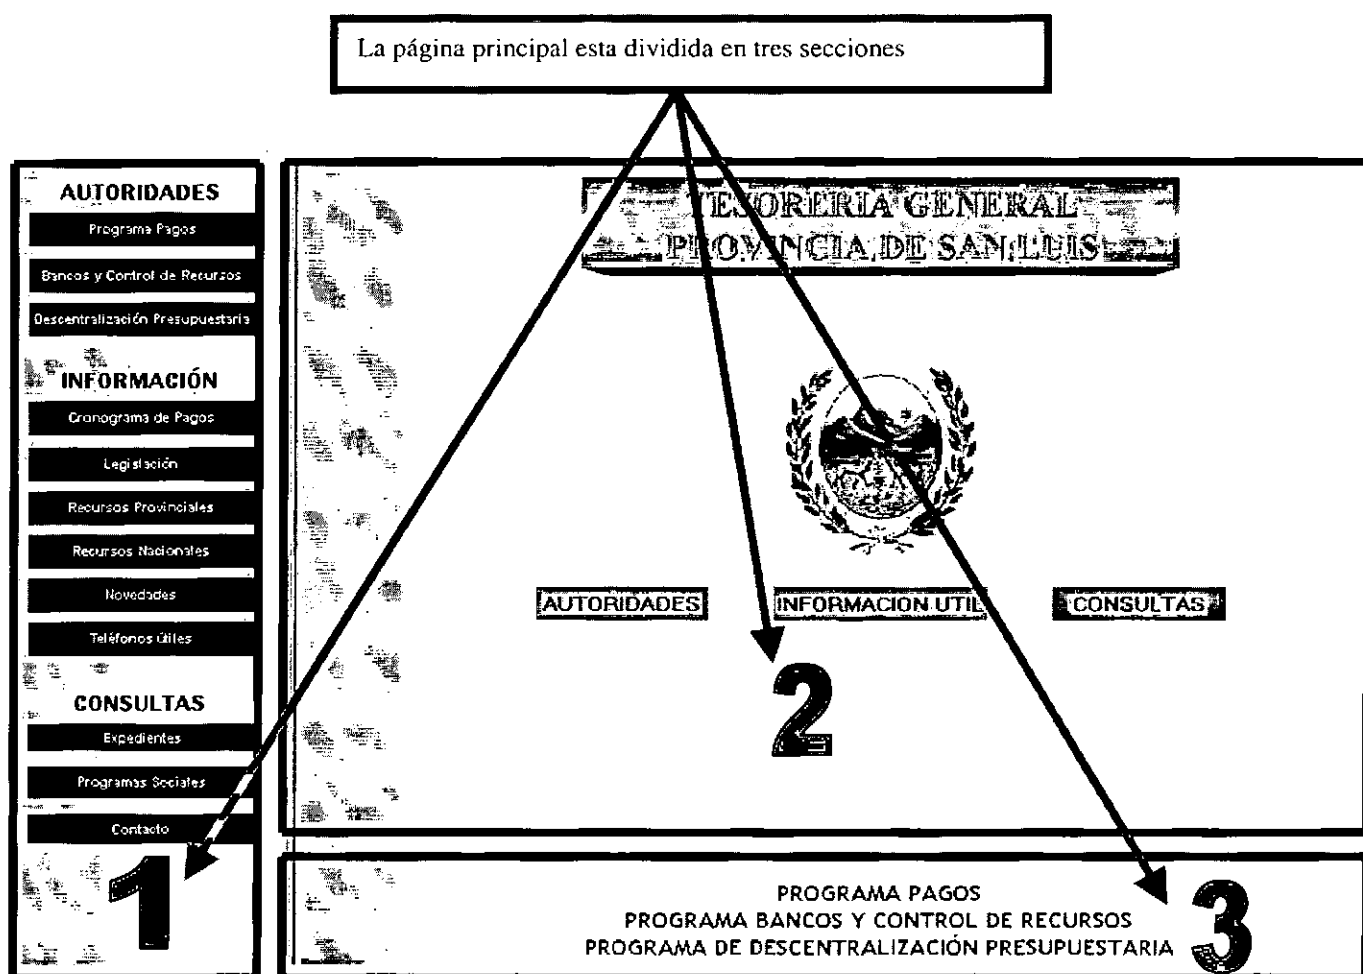 La página principal esta dividida en tres secciones
AUTORIDADES
Programa Pagos
Bancos y Control de Recursos
Descentralización Presupuestaria
INFORMACIÓN
Cronograma de Pagos
Legislación
Recursos Provinciales
Recursos Nacionales
Novedades
Teléfonos útiles
CONSULTAS
Expedientes
Programas Sociales
Contacto
1
TESORERIA GENERAL
PROVINCIA DE SAN LUIS
AUTORIDADES
INFORMACION UTIL
CONSULTAS
2
PROGRAMA PAGOS
PROGRAMA BANCOS Y CONTROL DE RECURSOS
PROGRAMA DE DESCENTRALIZACIÓN PRESUPUESTARIA
3